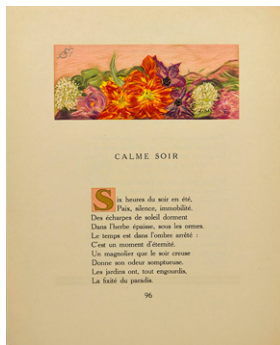 CALME SOIR
Six heures du soir en été,
Paix, silence, immobilité.
Des écharpes de soleil dorment
Dans l'herbe épaisse, sous les ormes.
Le temps est dans l'ombre arrêté :
C'est un moment d'éternité.
Un magnolier que le soir creuse
Donne son odeur somptueuse.
Les jardins ont, tout engourdis,
La fixité du paradis.
96